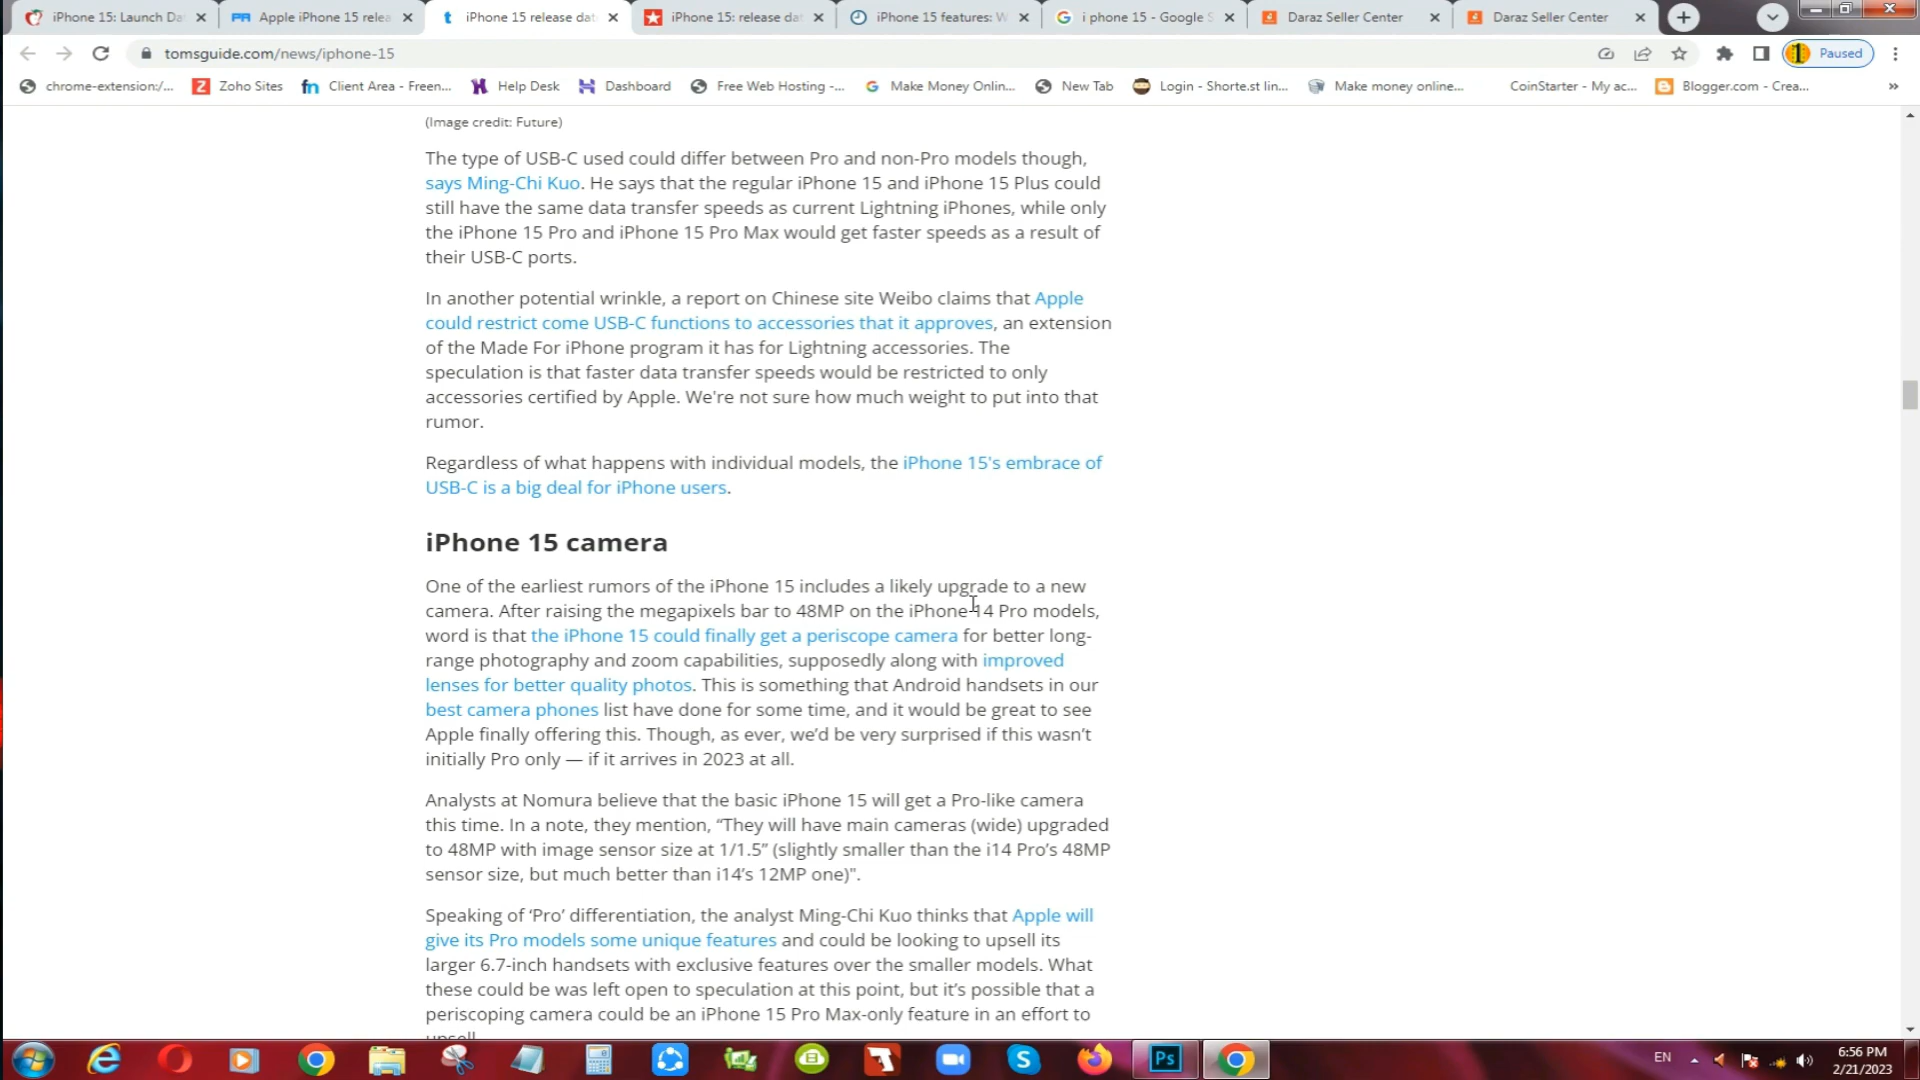 iPhone 15: Launch Da
Apple iPhone 15 relea
iPhone 15 release dat
iPhone 15: release da
iPhone 15 features: W
i phone 15 - Google S
Daraz Seller Center
Daraz Seller Center
tomsguide.com/news/iphone-15
Paused
chrome-extension:/...
Zoho Sites
Client Area - Freen...
Help Desk
Dashboard
Free Web Hosting -...
Make Money Onlin...
New Tab
Login - Shorte.st lin...
Make money online...
CoinStarter - My ac...
Blogger.com - Crea...
»
(Image credit: Future)
The type of USB-C used could differ between Pro and non-Pro models though,
says Ming-Chi Kuo. He says that the regular iPhone 15 and iPhone 15 Plus could
still have the same data transfer speeds as current Lightning iPhones, while only
the iPhone 15 Pro and iPhone 15 Pro Max would get faster speeds as a result of
their USB-C ports.
In another potential wrinkle, a report on Chinese site Weibo claims that Apple
could restrict come USB-C functions to accessories that it approves, an extension
of the Made For iPhone program it has for Lightning accessories. The
speculation is that faster data transfer speeds would be restricted to only
accessories certified by Apple. We're not sure how much weight to put into that
rumor.
Regardless of what happens with individual models, the iPhone 15's embrace of
USB-C is a big deal for iPhone users.
iPhone 15 camera
One of the earliest rumors of the iPhone 15 includes a likely upgrade to a new
camera. After raising the megapixels bar to 48MP on the iPhone 14 Pro models,
word is that the iPhone 15 could finally get a periscope camera for better long-
range photography and zoom capabilities, supposedly along with improved
lenses for better quality photos. This is something that Android handsets in our
best camera phones list have done for some time, and it would be great to see
Apple finally offering this. Though, as ever, we’d be very surprised if this wasn’t
initially Pro only — if it arrives in 2023 at all.
Analysts at Nomura believe that the basic iPhone 15 will get a Pro-like camera
this time. In a note, they mention, “They will have main cameras (wide) upgraded
to 48MP with image sensor size at 1/1.5” (slightly smaller than the i14 Pro’s 48MP
sensor size, but much better than i14’s 12MP one)".
Speaking of ‘Pro’ differentiation, the analyst Ming-Chi Kuo thinks that Apple will
give its Pro models some unique features and could be looking to upsell its
larger 6.7-inch handsets with exclusive features over the smaller models. What
these could be was left open to speculation at this point, but it’s possible that a
periscoping camera could be an iPhone 15 Pro Max-only feature in an effort to
upsell
Ps
EN
6:56 PM
2/21/2023